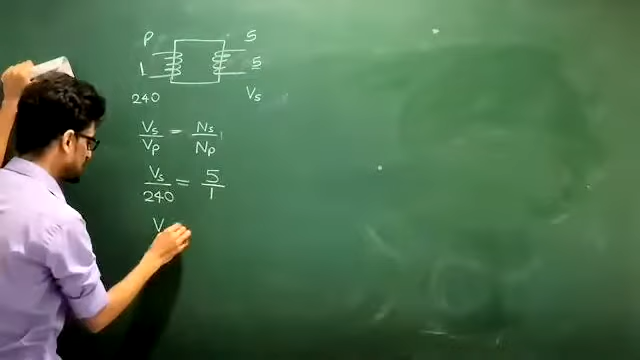 P S
1 5
240 Vs
Vs/Vp = Ns/Np
Vs/240 = 5/1
V